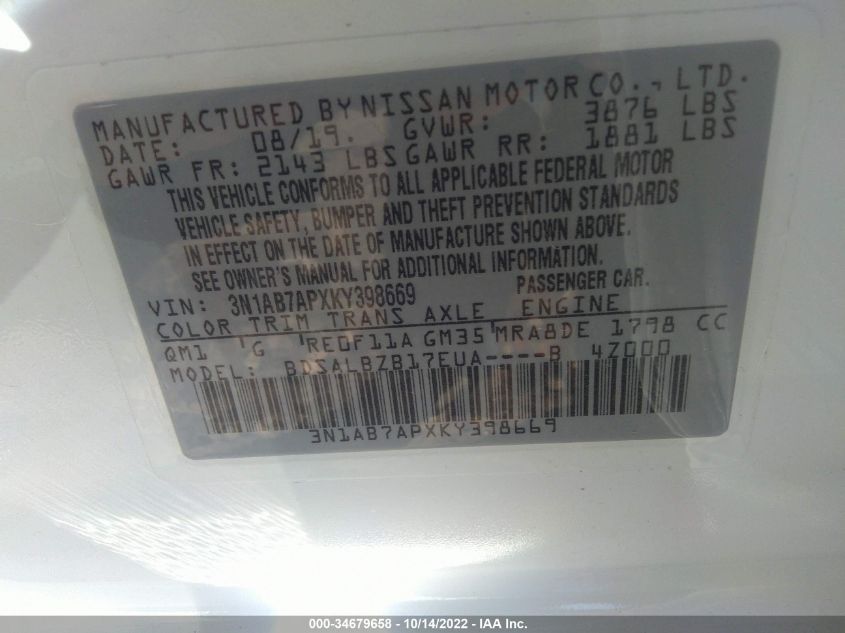 MANUFACTURED BY NISSAN MOTOR CO., LTD.
DATE: 08/19. GVWR: 3876 LBS
GAWR FR: 2143 LBS GAWR RR: 1881 LBS
THIS VEHICLE CONFORMS TO ALL APPLICABLE FEDERAL MOTOR
VEHICLE SAFETY, BUMPER AND THEFT PREVENTION STANDARDS
IN EFFECT ON THE DATE OF MANUFACTURE SHOWN ABOVE.
SEE OWNER'S MANUAL FOR ADDITIONAL INFORMATION.
VIN: 3N1AB7APXKY398669 PASSENGER CAR.
COLOR TRIM TRANS AXLE ENGINE
QM1 'G 'RE0F11A GM35'MRA8DE 1798 CC
MODEL: BDSALBZB17EUA----B 4Z000
3N1AB7APXKY398669
000-34679658 - 10/14/2022 - IAA Inc.